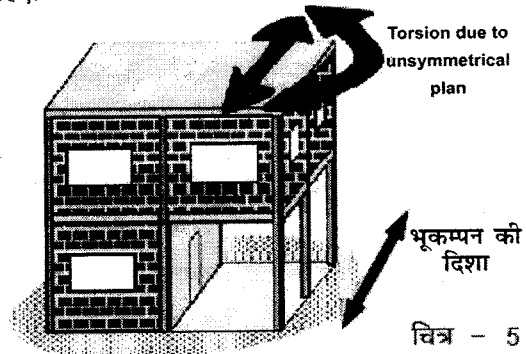 Torsion due to
unsymmetrical
plan
भूकम्पन की
दिशा
चित्र - 5